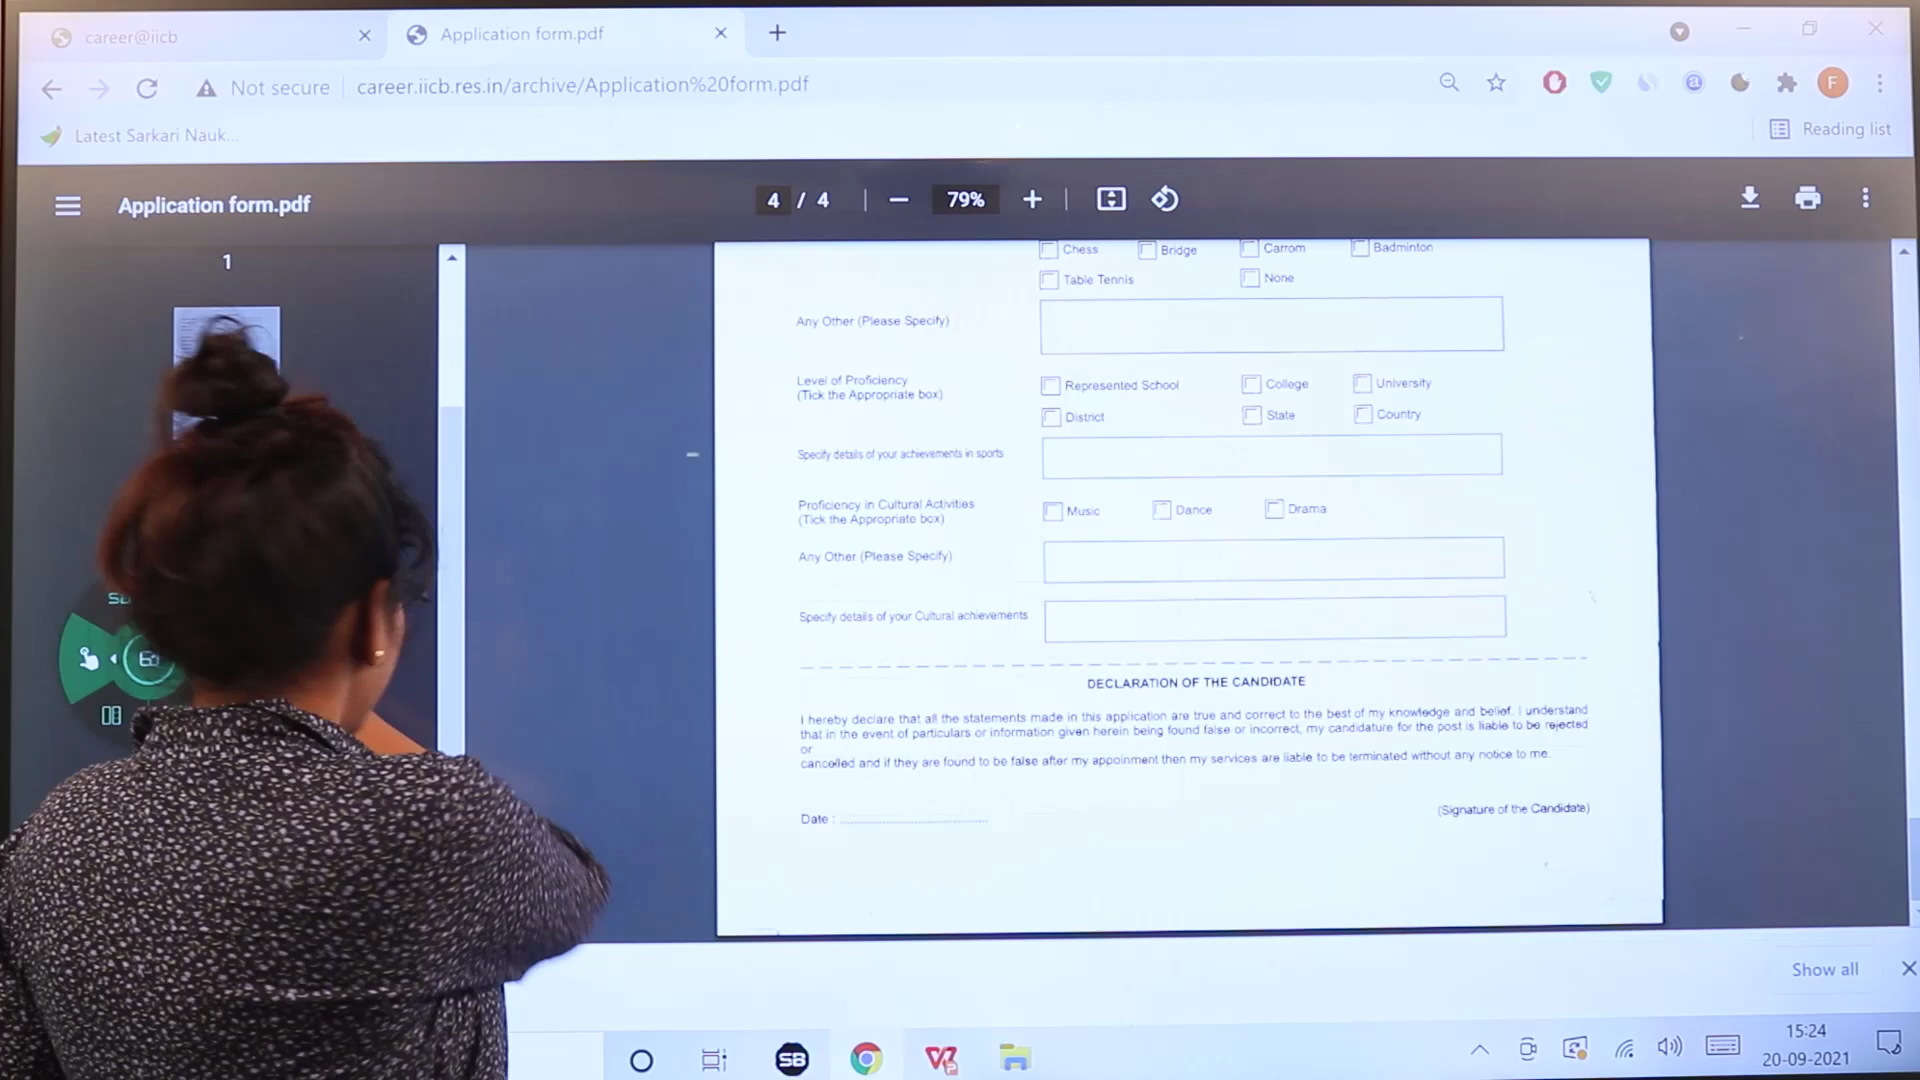 career@iicb
Application form.pdf
Not secure
career.iicb.res.in/archive/Application%20form.pdf
F
Latest Sarkari Nauk...
Reading list
Application form.pdf
4 / 4
79%
1
Chess Bridge Carrom Badminton
Table Tennis None
Any Other (Please Specify)
Level of Proficiency
(Tick the Appropriate box)
Represented School College University
District State Country
Specify details of your achievements in sports
Proficiency in Cultural Activities
(Tick the Appropriate box)
Music Dance Drama
Any Other (Please Specify)
Specify details of your Cultural achievements
DECLARATION OF THE CANDIDATE
I hereby declare that all the statements made in this application are true and correct to the best of my knowledge and belief. I understand
that in the event of particulars or information given herein being found false or incorrect, my candidature for the post is liable to be rejected
or
cancelled and if they are found to be false after my appoinment then my services are liable to be terminated without any notice to me.
Date : ........................................
(Signature of the Candidate)
Show all
SB
15:24
20-09-2021